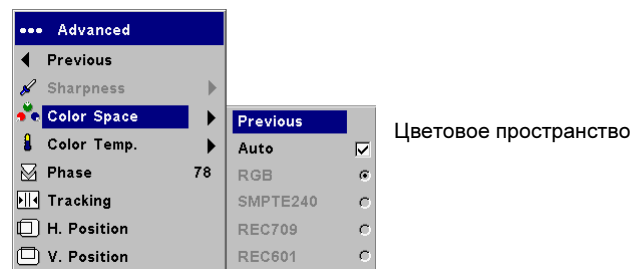 Advanced
Previous
Sharpness
Color Space
Color Temp.
Phase 78
Tracking
H. Position
V. Position
Previous
Auto
RGB
SMPTE240
REC709
REC601
Цветовое пространство